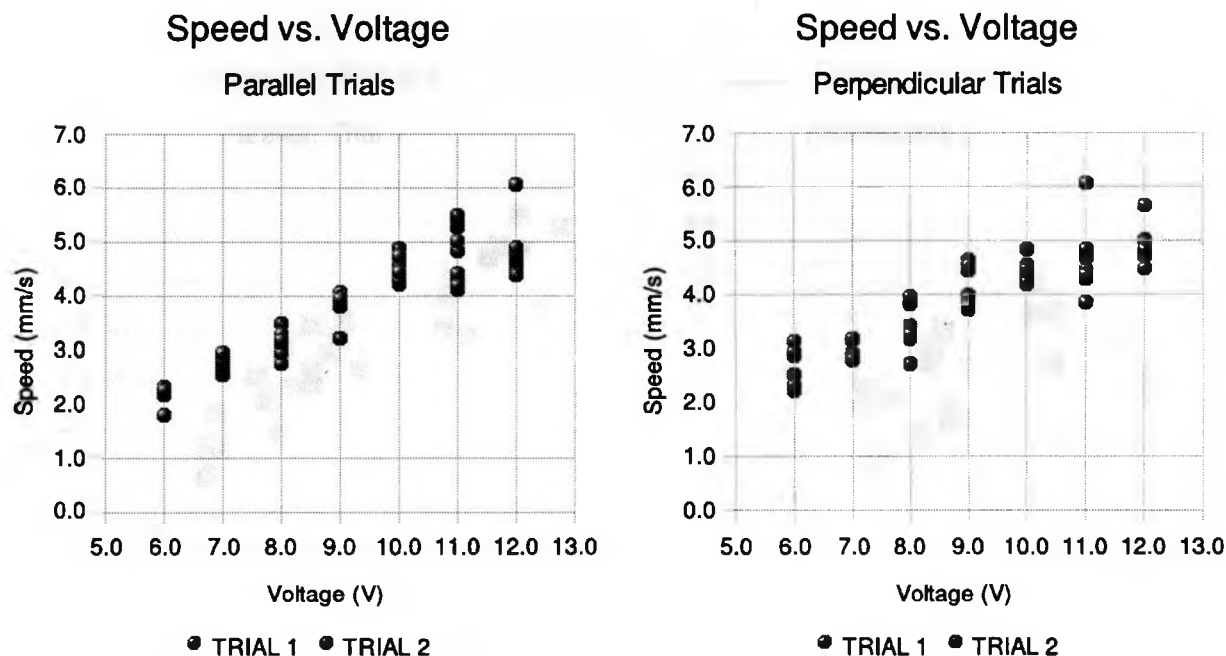 Speed vs. Voltage
Parallel Trials
7.0
6.0
5.0
4.0
3.0
2.0
1.0
0.0
Speed (mm/s)
5.0 6.0 7.0 8.0 9.0 10.0 11.0 12.0 13.0
Voltage (V)
TRIAL 1 TRIAL 2
Speed vs. Voltage
Perpendicular Trials
7.0
6.0
5.0
4.0
3.0
2.0
1.0
0.0
Speed (mm/s)
5.0 6.0 7.0 8.0 9.0 10.0 11.0 12.0 13.0
Voltage (V)
TRIAL 1 TRIAL 2